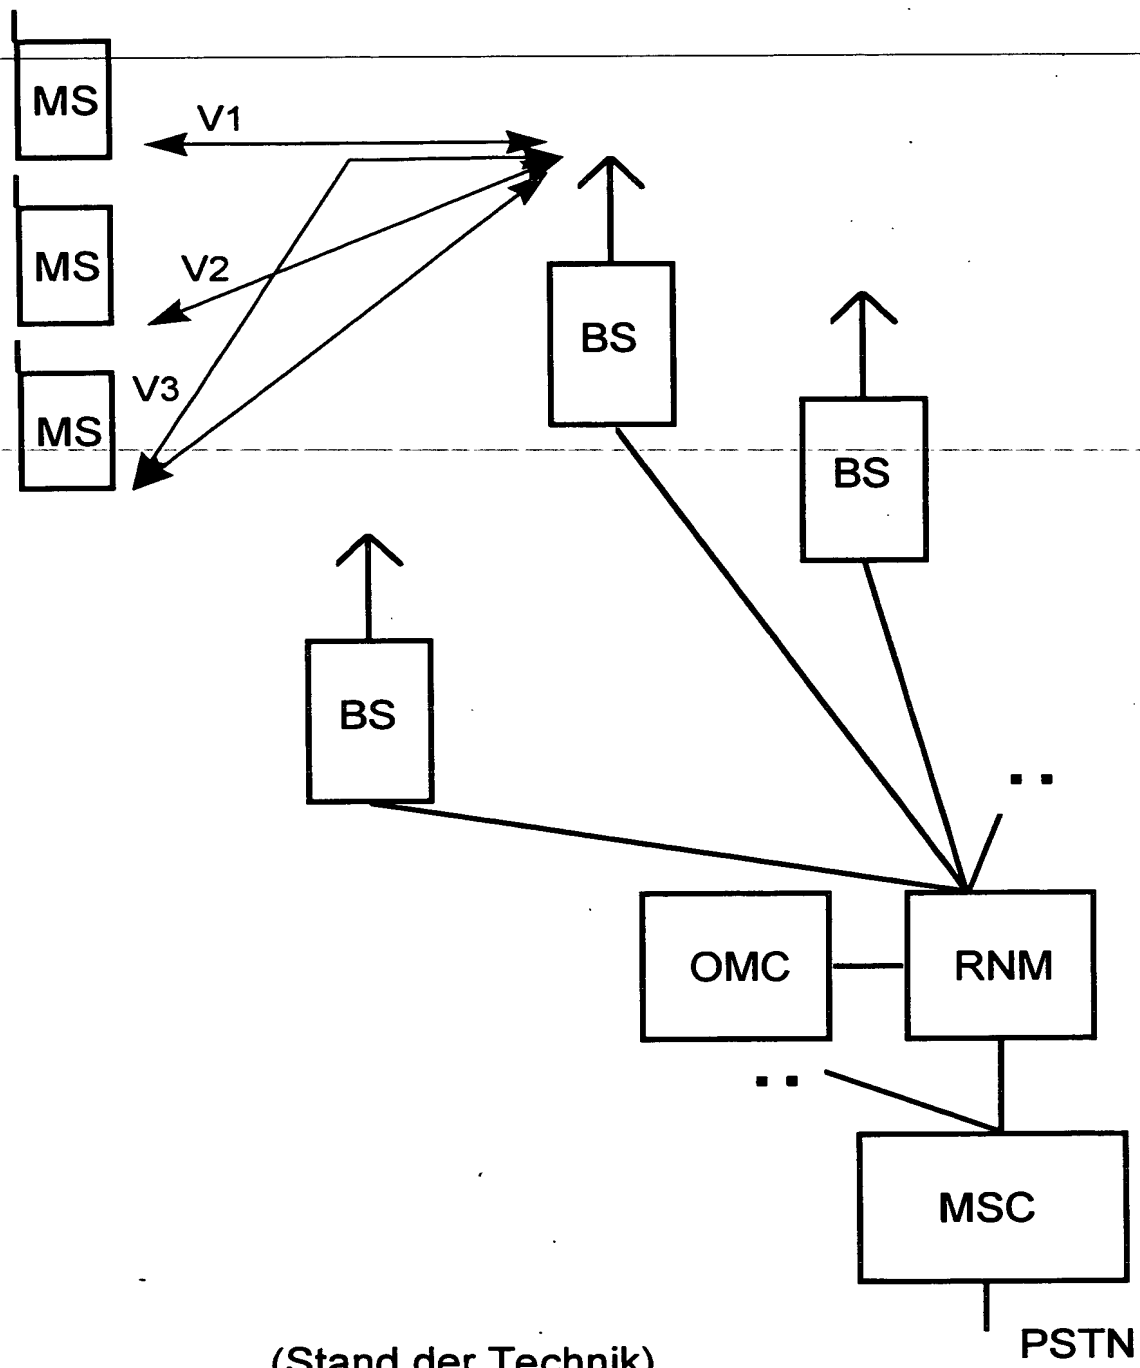 MS
V1
MS
V2
BS
V3
MS
BS
BS
OMC
RNM
MSC
PSTN
(Stand der Technik)